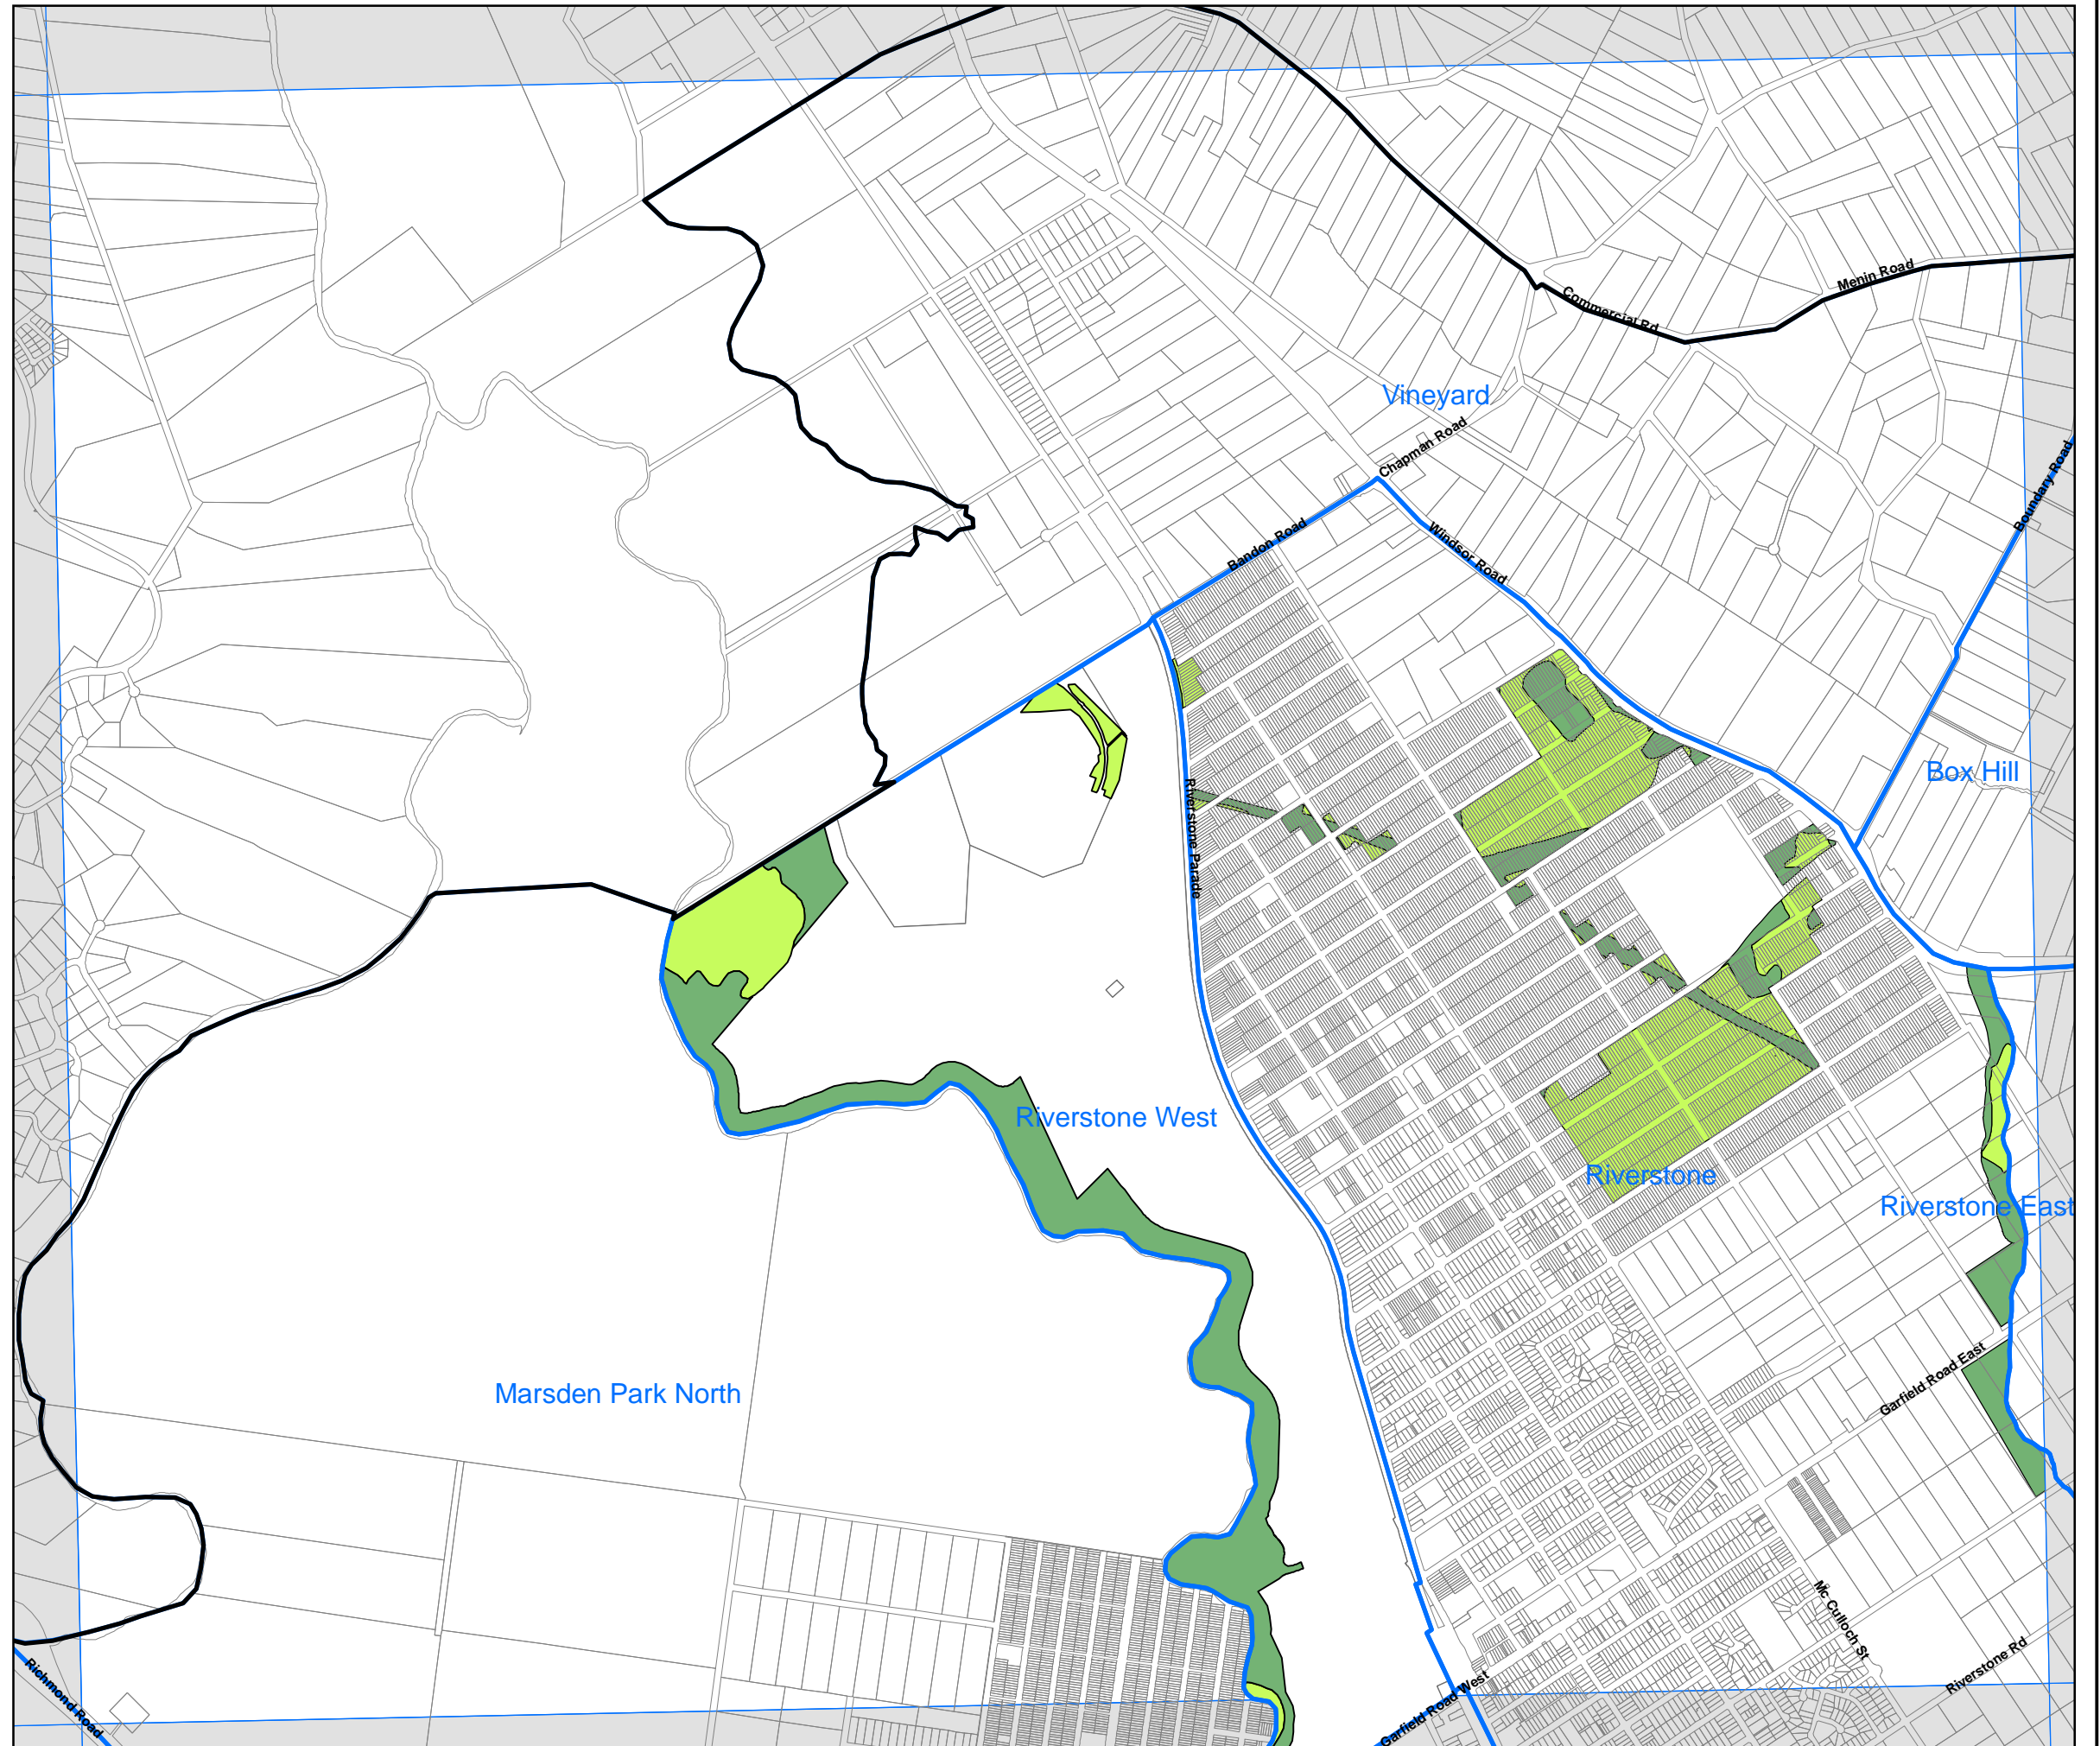 Menin Road
Commercial Rd
Vineyard
Chapman Road
Boundary Road
Bandon Road
Windsor Road
Box Hill
Riverstone Parade
Riverstone West
Riverstone
Riverstone East
Garfield Road East
Marsden Park North
Mc Culloch St
Riverstone Rd
Richmond Road
Garfield Road West